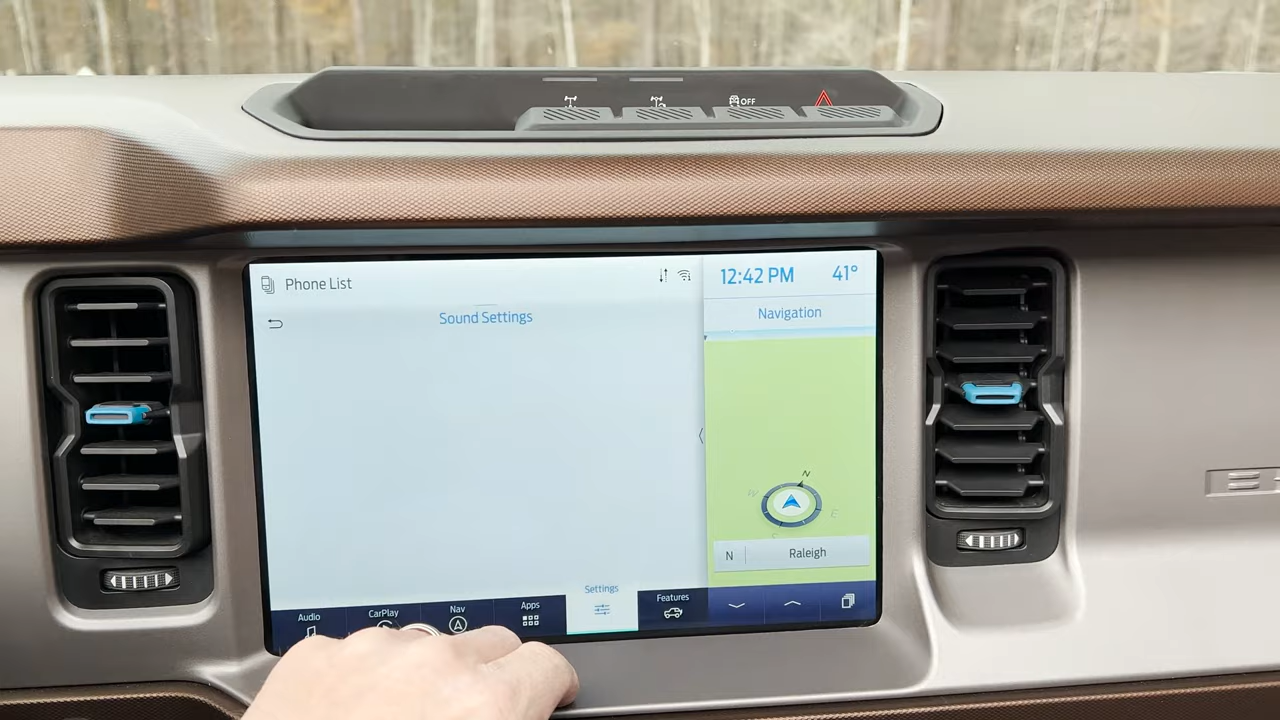 OFF
Phone List
12:42 PM 41°
Sound Settings
Navigation
N
W
E
N Raleigh
Audio
CarPlay
Nav
Apps
Settings
Features